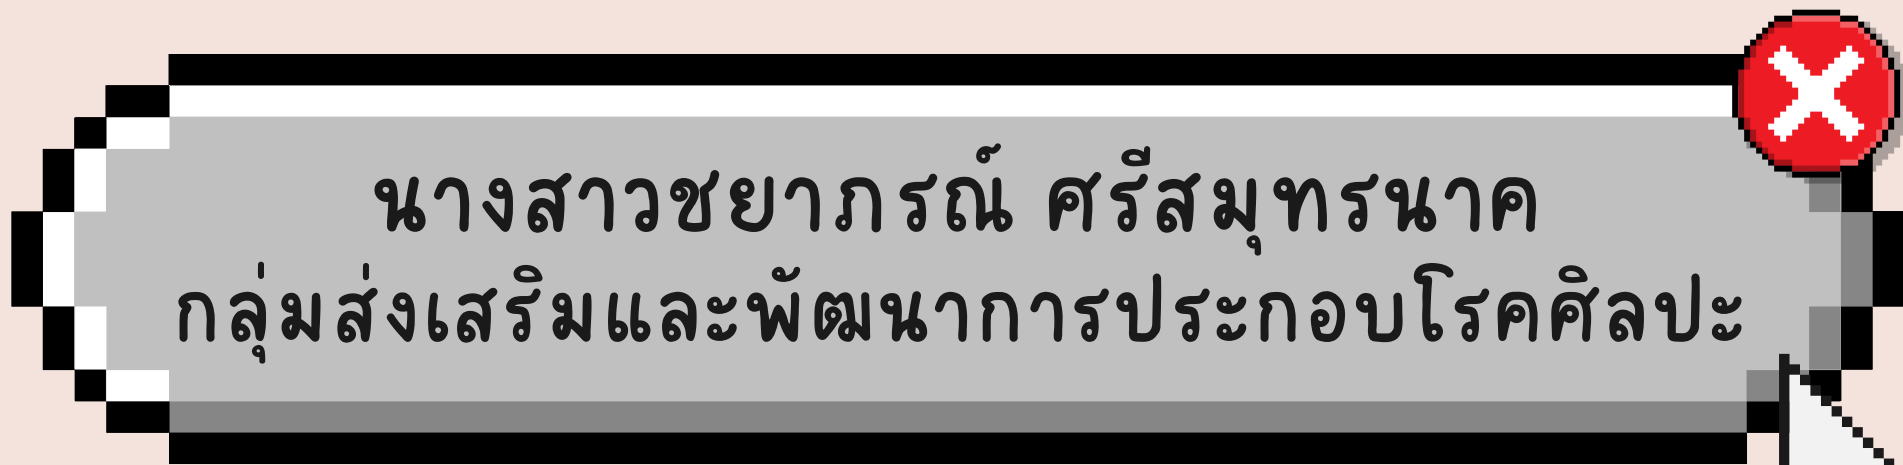 นางสาวชยาภรณ์ ศรีสมุทรนาค
กลุ่มส่งเสริมและพัฒนาการประกอบโรคศิลปะ